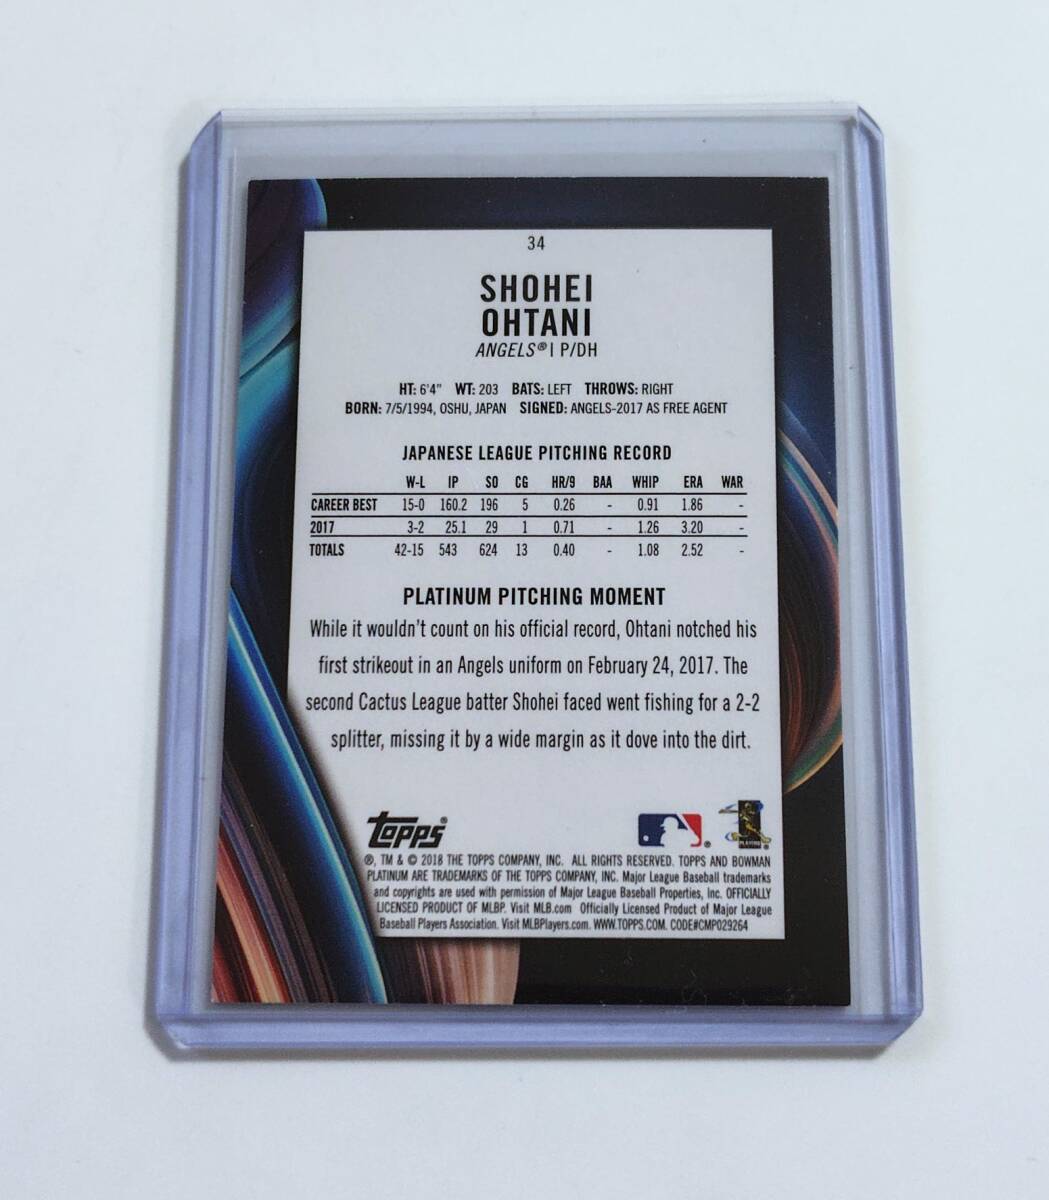 34
SHOHEI
OHTANI
ANGELS® | P/DH
HT: 6'4" WT: 203 BATS: LEFT THROWS: RIGHT
BORN: 7/5/1994, OSHU, JAPAN SIGNED: ANGELS-2017 AS FREE AGENT
JAPANESE LEAGUE PITCHING RECORD
W-L IP SO CG HR/9 BAA WHIP ERA WAR
CAREER BEST 15-0 160.2 196 5 0.26 - 0.91 1.86 -
2017 3-2 25.1 29 1 0.71 - 1.26 3.20 -
TOTALS 42-15 543 624 13 0.40 - 1.08 2.52 -
PLATINUM PITCHING MOMENT
While it wouldn't count on his official record, Ohtani notched his
first strikeout in an Angels uniform on February 24, 2017. The
second Cactus League batter Shohei faced went fishing for a 2-2
splitter, missing it by a wide margin as it dove into the dirt.
Topps®
®, TM & © 2018 THE TOPPS COMPANY, INC. ALL RIGHTS RESERVED. TOPPS AND BOWMAN
PLATINUM ARE TRADEMARKS OF THE TOPPS COMPANY, INC. Major League Baseball trademarks
and copyrights are used with permission of Major League Baseball Properties, Inc. OFFICIALLY
LICENSED PRODUCT OF MLBP. Visit MLB.com Officially Licensed Product of Major League
Baseball Players Association. Visit MLBPlayers.com. WWW.TOPPS.COM. CODE#CMP029264